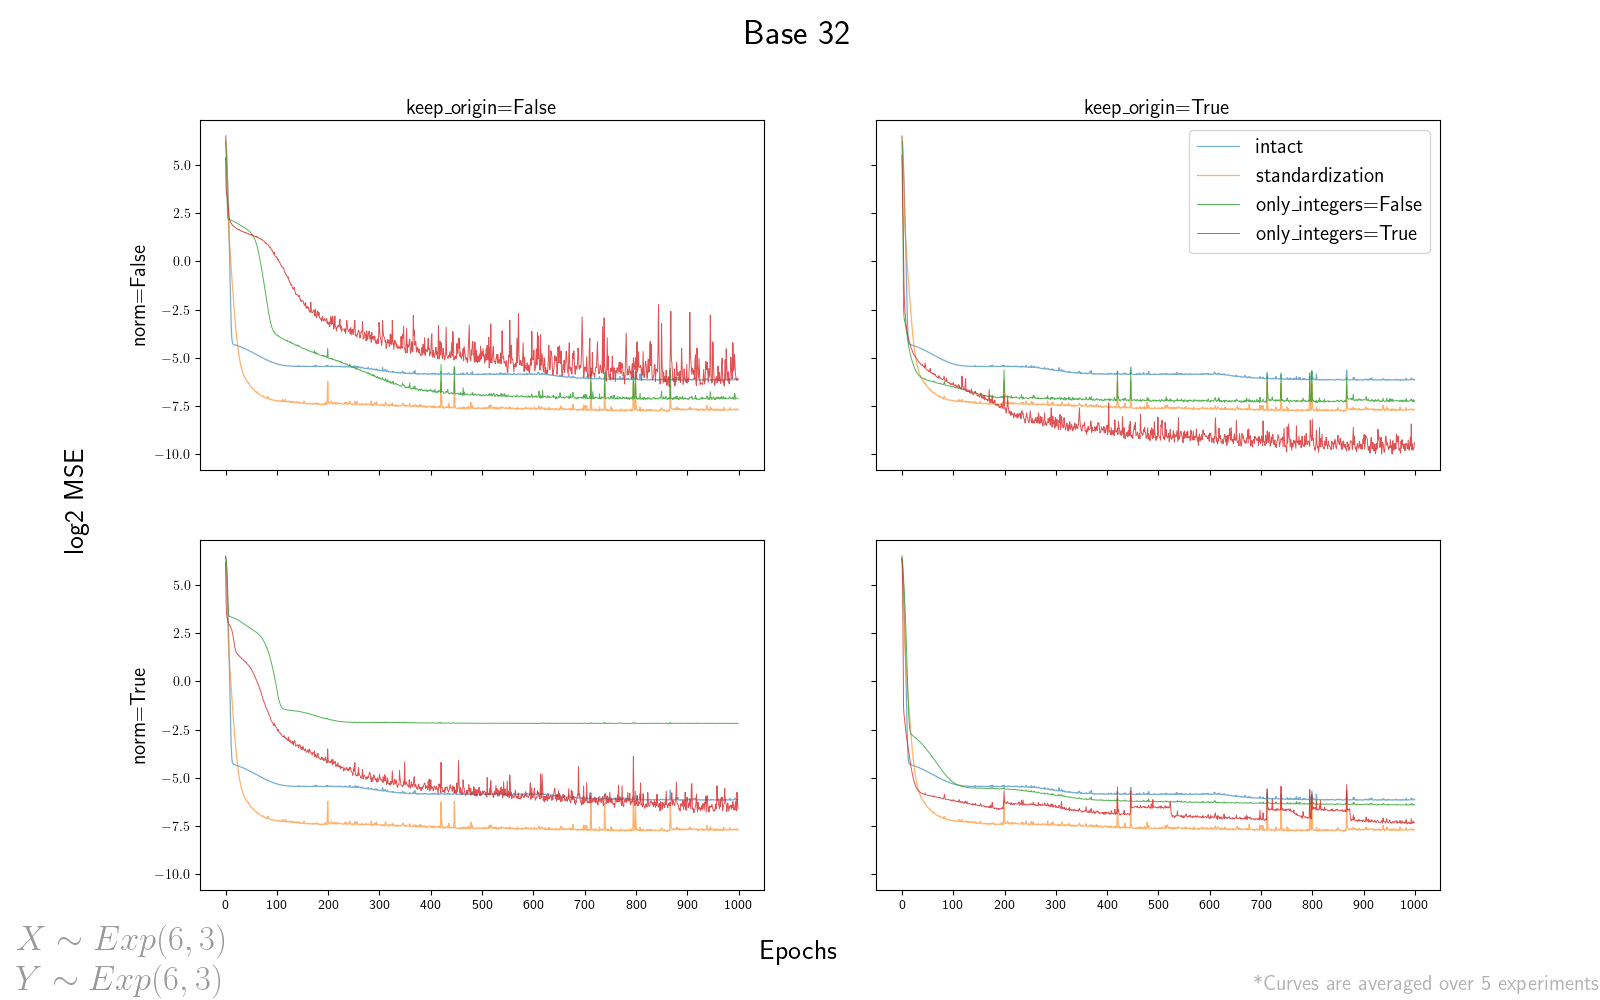 Base 32
keep_origin=False
keep_origin=True
intact
standardization
only_integers=False
only_integers=True
norm=False
5.0
2.5
0.0
−2.5
−5.0
−7.5
−10.0
log2 MSE
norm=True
5.0
2.5
0.0
−2.5
−5.0
−7.5
−10.0
0 100 200 300 400 500 600 700 800 900 1000
0 100 200 300 400 500 600 700 800 900 1000
Epochs
X ∼ Exp(6, 3)
Y ∼ Exp(6, 3)
*Curves are averaged over 5 experiments